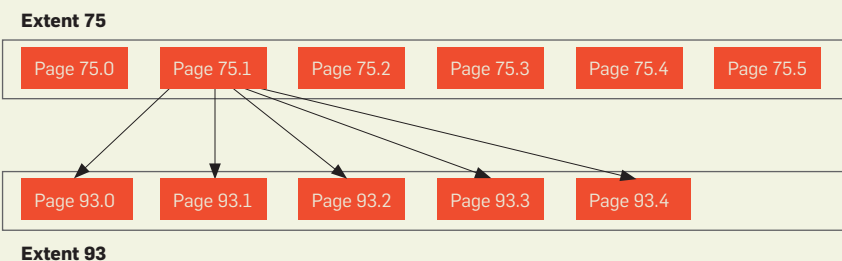 Extent 75
Page 75.0 Page 75.1 Page 75.2 Page 75.3 Page 75.4 Page 75.5
Page 93.0 Page 93.1 Page 93.2 Page 93.3 Page 93.4
Extent 93